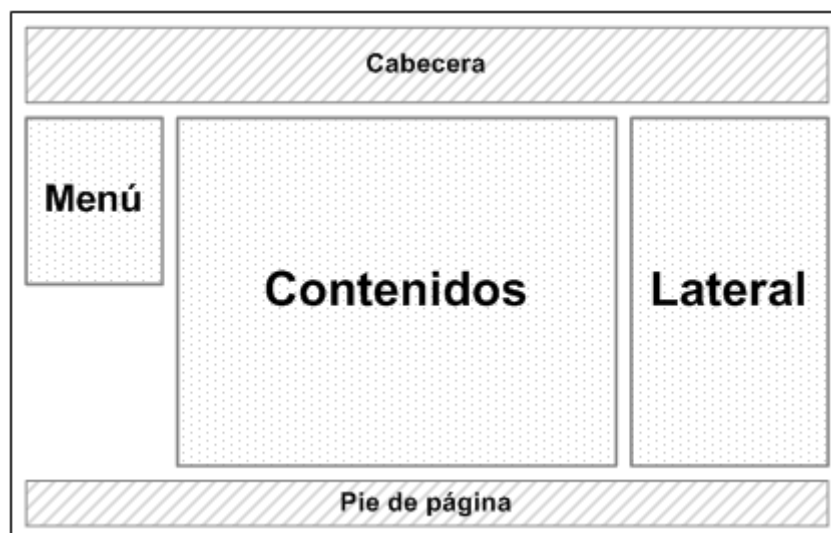 Cabecera
Menú
Contenidos
Lateral
Pie de página